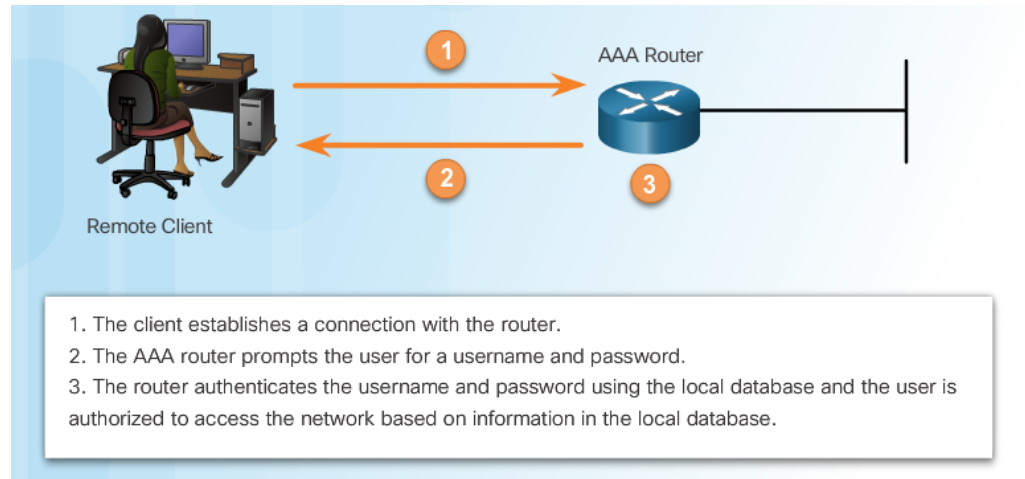 1
AAA Router
2
3
Remote Client
1. The client establishes a connection with the router.
2. The AAA router prompts the user for a username and password.
3. The router authenticates the username and password using the local database and the user is
authorized to access the network based on information in the local database.